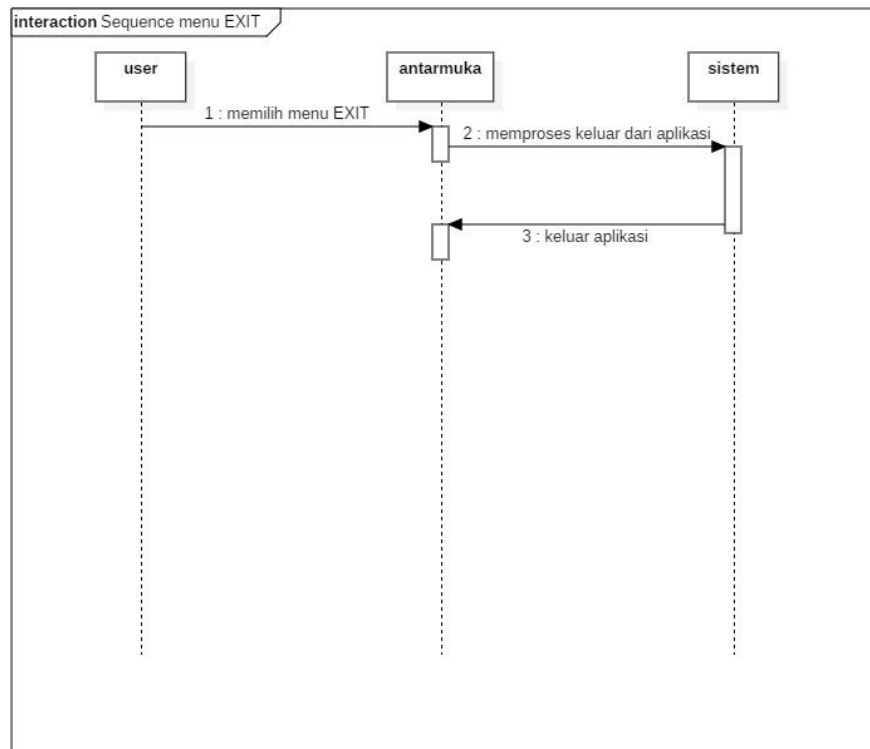 interaction Sequence menu EXIT
user
antarmuka
sistem
1 : memilih menu EXIT
2 : memproses keluar dari aplikasi
3 : keluar aplikasi